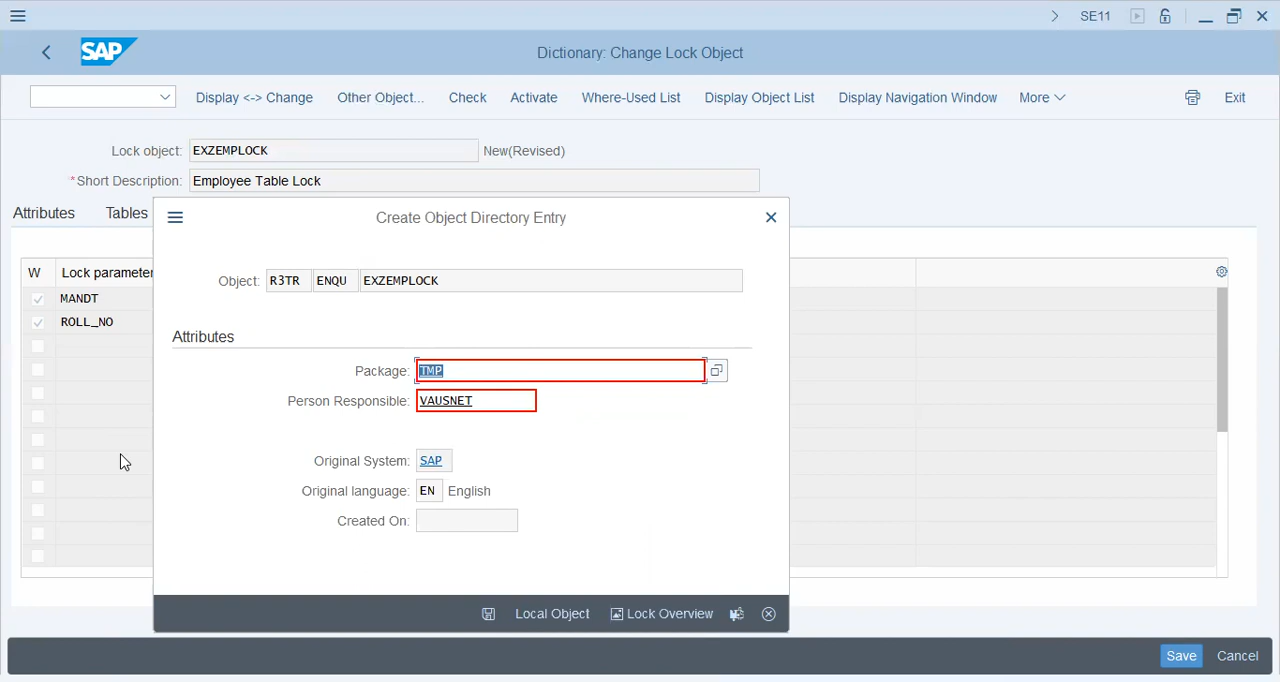 SE11
SAP
Dictionary: Change Lock Object
Display <-> Change Other Object... Check Activate Where-Used List Display Object List Display Navigation Window More Exit
Lock object: EXZEMPLOCK New(Revised)
*Short Description: Employee Table Lock
Attributes Tables
Create Object Directory Entry
W Lock parameter
MANDT
ROLL_NO
Object: R3TR ENQU EXZEMPLOCK
Attributes
Package: TMP
Person Responsible: VAUSNET
Original System: SAP
Original language: EN English
Created On:
Local Object Lock Overview
Save Cancel